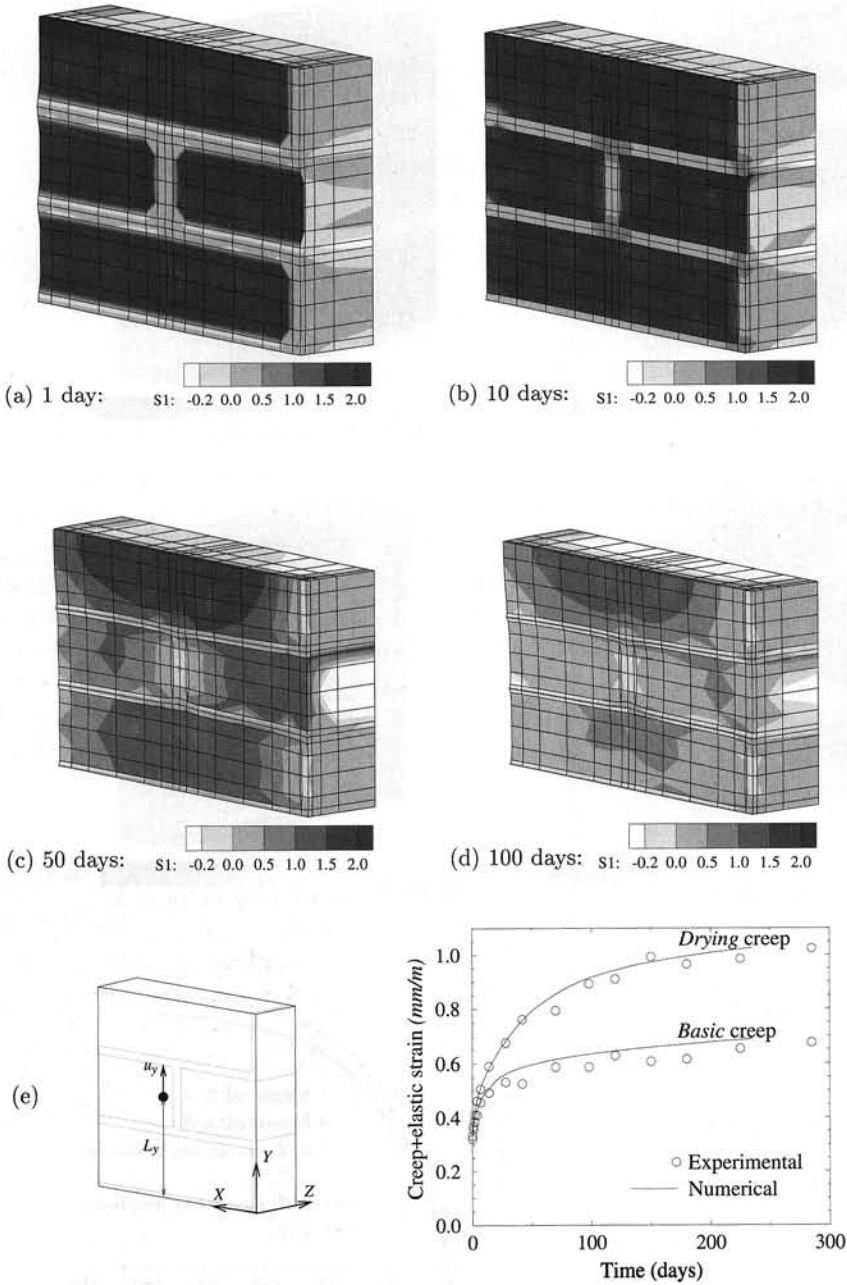 (a) 1 day: S1: -0.2 0.0 0.5 1.0 1.5 2.0
(b) 10 days: S1: -0.2 0.0 0.5 1.0 1.5 2.0
(c) 50 days: S1: -0.2 0.0 0.5 1.0 1.5 2.0
(d) 100 days: S1: -0.2 0.0 0.5 1.0 1.5 2.0
(e)
uy
Ly
X
Y
Z
Creep+elastic strain (mm/m)
1.0
0.8
0.6
0.4
0.2
0.0
Drying creep
Basic creep
Experimental
Numerical
0 100 200 300
Time (days)